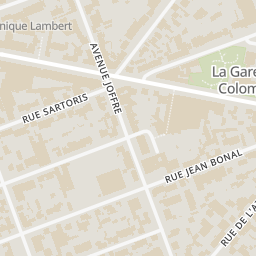 nique Lambert
AVENUE JOFFRE
La Gare
Colom
RUE SARTORIS
RUE JEAN BONAL
RUE DE L'A